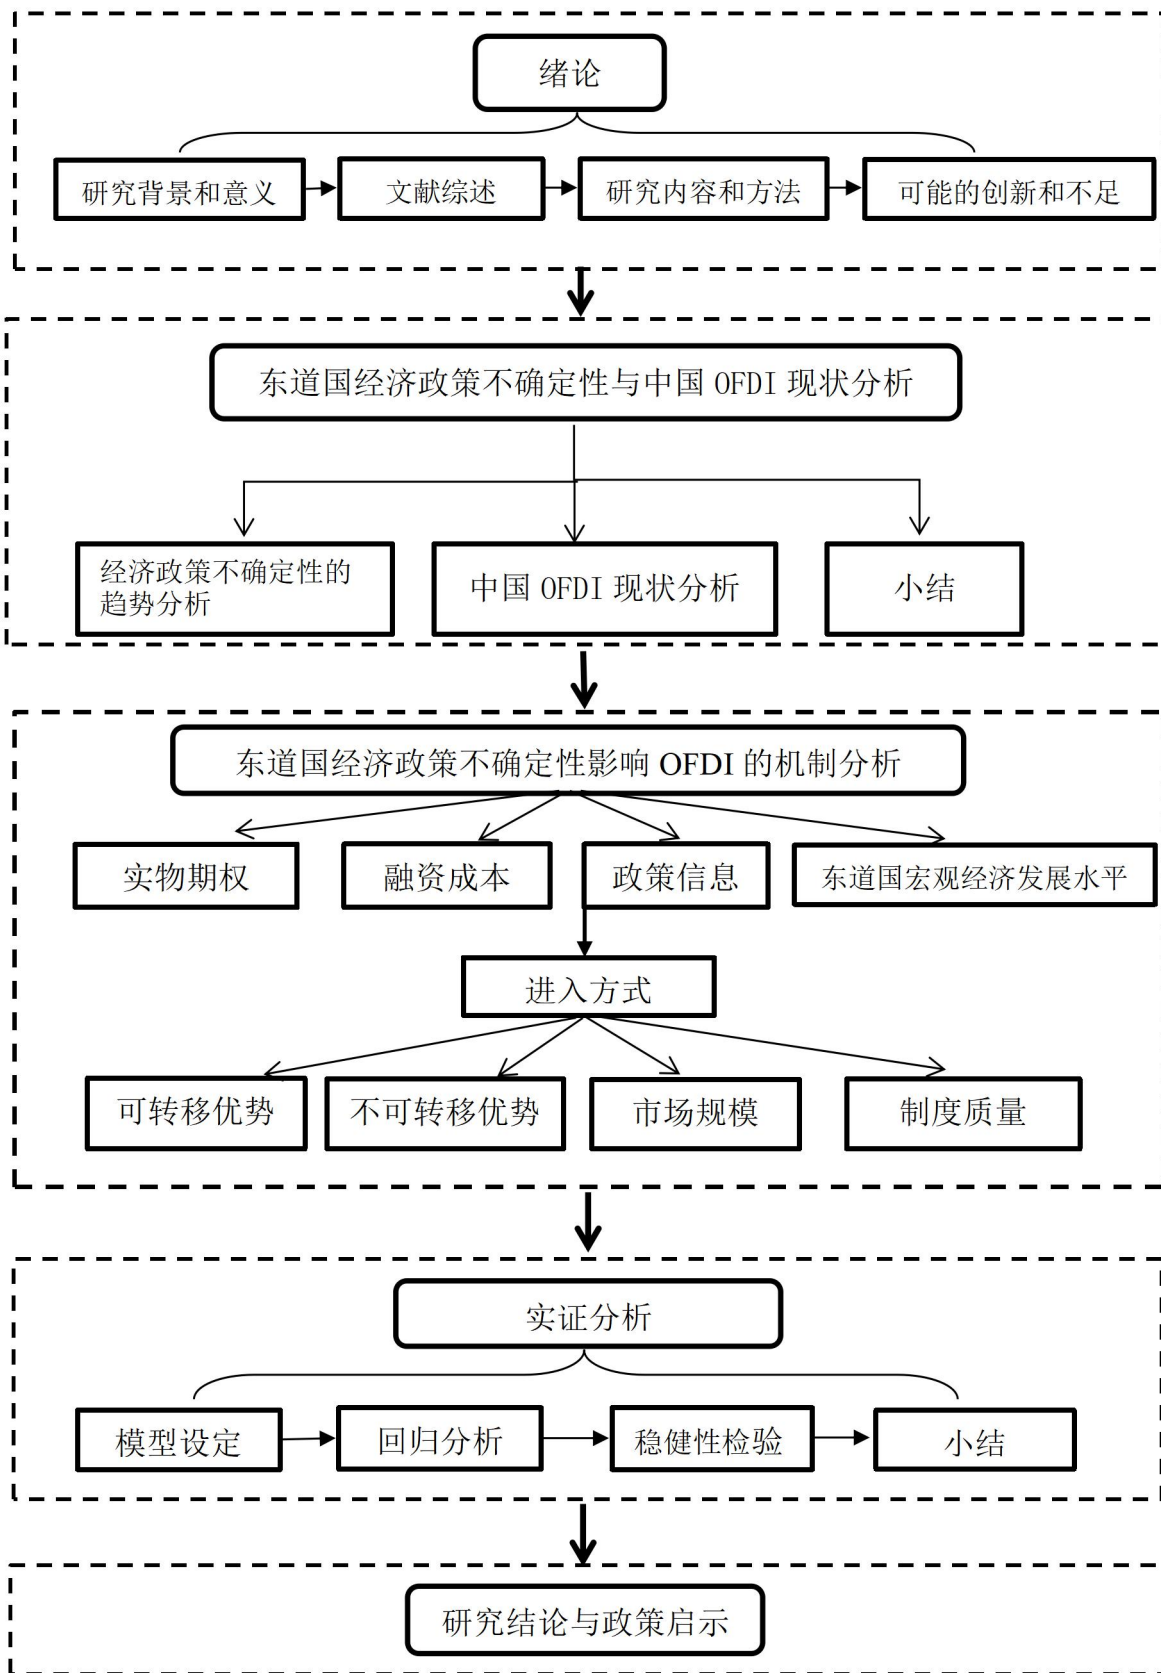 绪论
研究背景和意义
文献综述
研究内容和方法
可能的创新和不足
东道国经济政策不确定性与中国 OFDI 现状分析
经济政策不确定性的
趋势分析
中国 OFDI 现状分析
小结
东道国经济政策不确定性影响 OFDI 的机制分析
实物期权
融资成本
政策信息
东道国宏观经济发展水平
进入方式
可转移优势
不可转移优势
市场规模
制度质量
实证分析
模型设定
回归分析
稳健性检验
小结
研究结论与政策启示